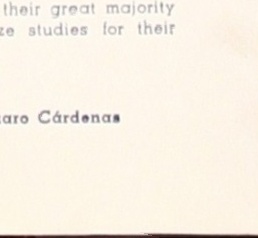 their great majority
ze studies for their
aro Cárdenas